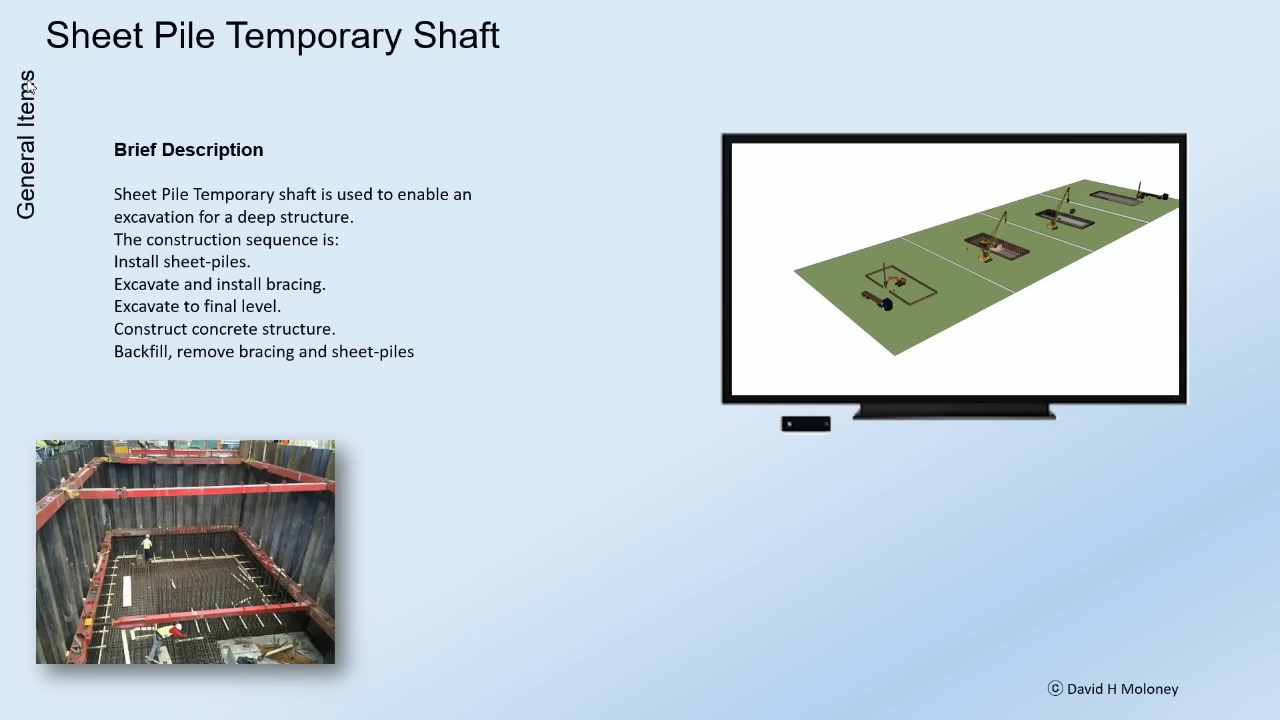 Sheet Pile Temporary Shaft
General Items
Brief Description
Sheet Pile Temporary shaft is used to enable an
excavation for a deep structure.
The construction sequence is:
Install sheet-piles.
Excavate and install bracing.
Excavate to final level.
Construct concrete structure.
Backfill, remove bracing and sheet-piles
© David H Moloney